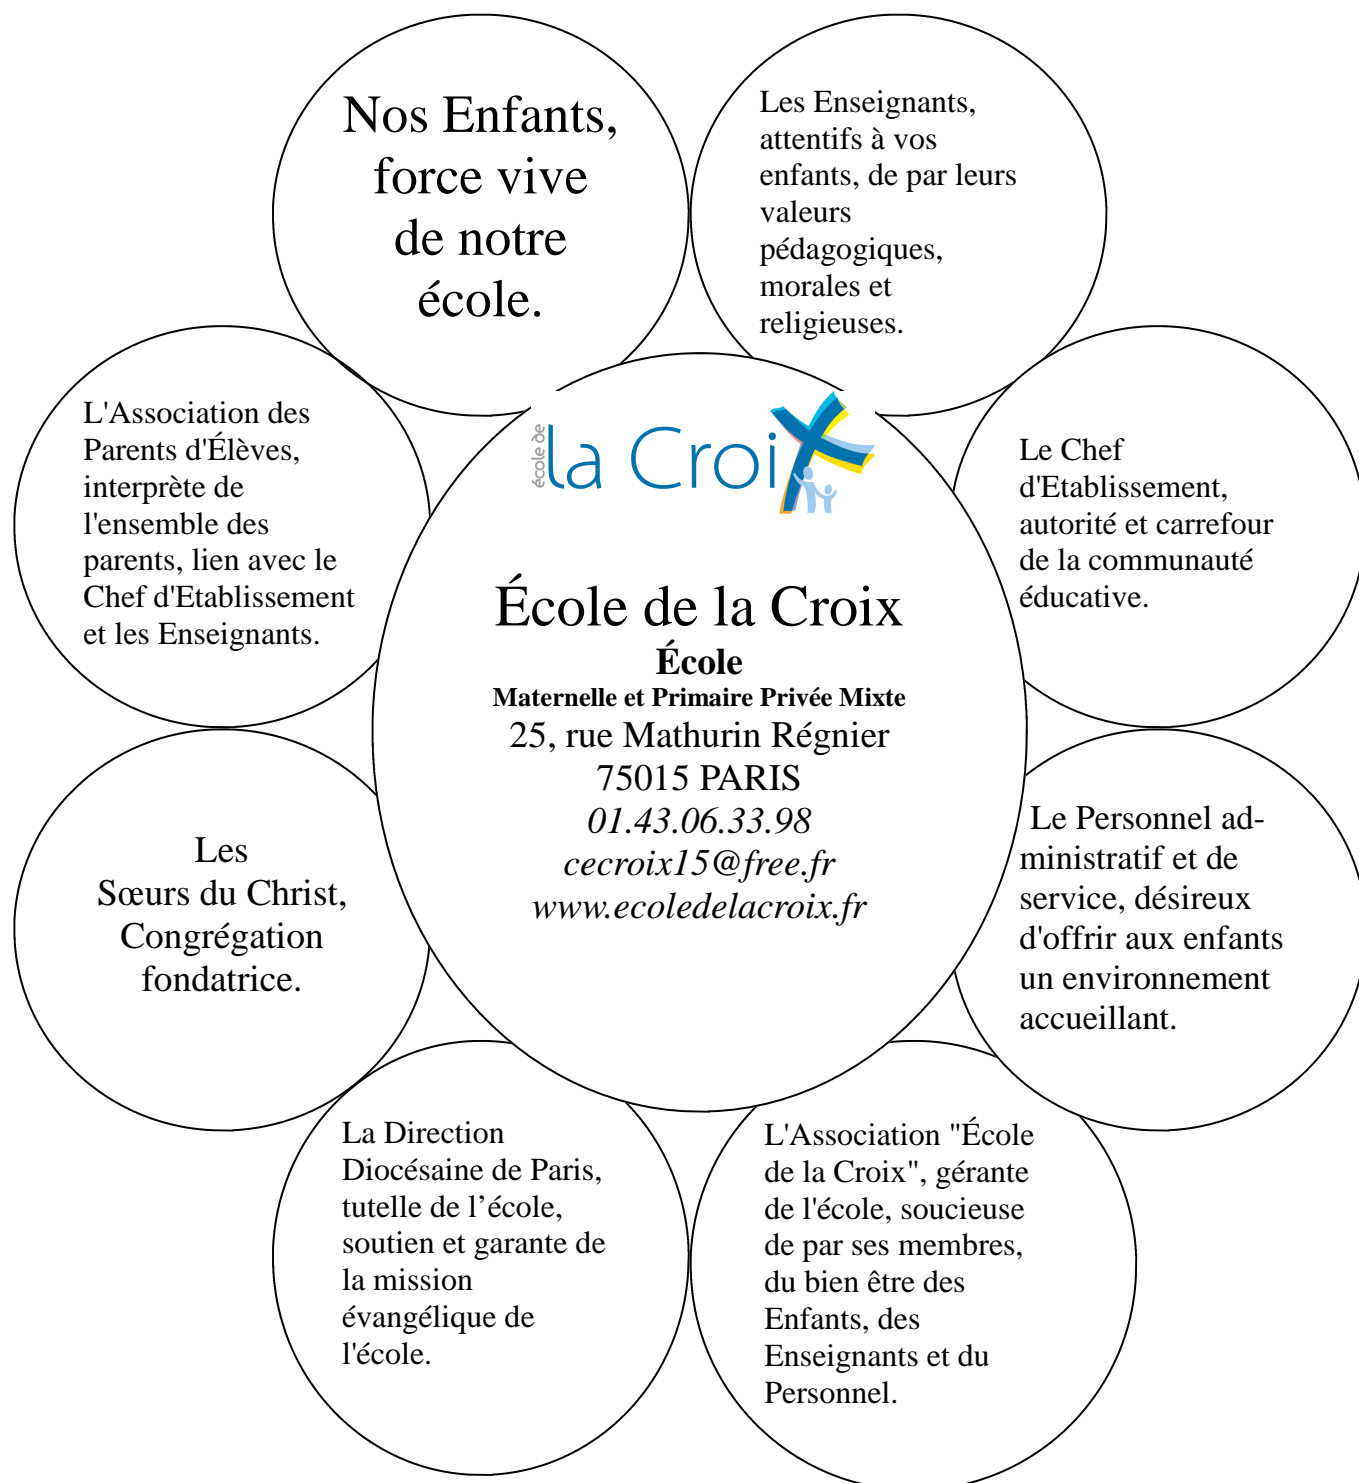 Nos Enfants,
force vive
de notre
école.
Les Enseignants,
attentifs à vos
enfants, de par leurs
valeurs
pédagogiques,
morales et
religieuses.
L'Association des
Parents d'Élèves,
interprète de
l'ensemble des
parents, lien avec le
Chef d'Etablissement
et les Enseignants.
école de
la Croix
École de la Croix
École
Maternelle et Primaire Privée Mixte
25, rue Mathurin Régnier
75015 PARIS
01.43.06.33.98
cecroix15@free.fr
www.ecoledelacroix.fr
Le Chef
d'Etablissement,
autorité et carrefour
de la communauté
éducative.
Les
Sœurs du Christ,
Congrégation
fondatrice.
Le Personnel ad-
ministratif et de
service, désireux
d'offrir aux enfants
un environnement
accueillant.
La Direction
Diocésaine de Paris,
tutelle de l’école,
soutien et garante de
la mission
évangélique de
l'école.
L'Association "École
de la Croix", gérante
de l'école, soucieuse
de par ses membres,
du bien être des
Enfants, des
Enseignants et du
Personnel.